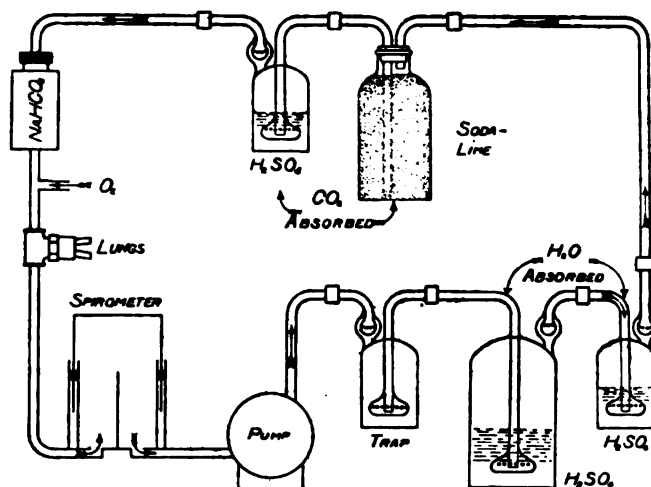 NAHCO₃
H₂SO₄
SODA-
LIME
CO₂
ABSORBED
O₂
LUNGS
H₂O
ABSORBED
SPIROMETER
PUMP
TRAP
H₂SO₄
H₂SO₄